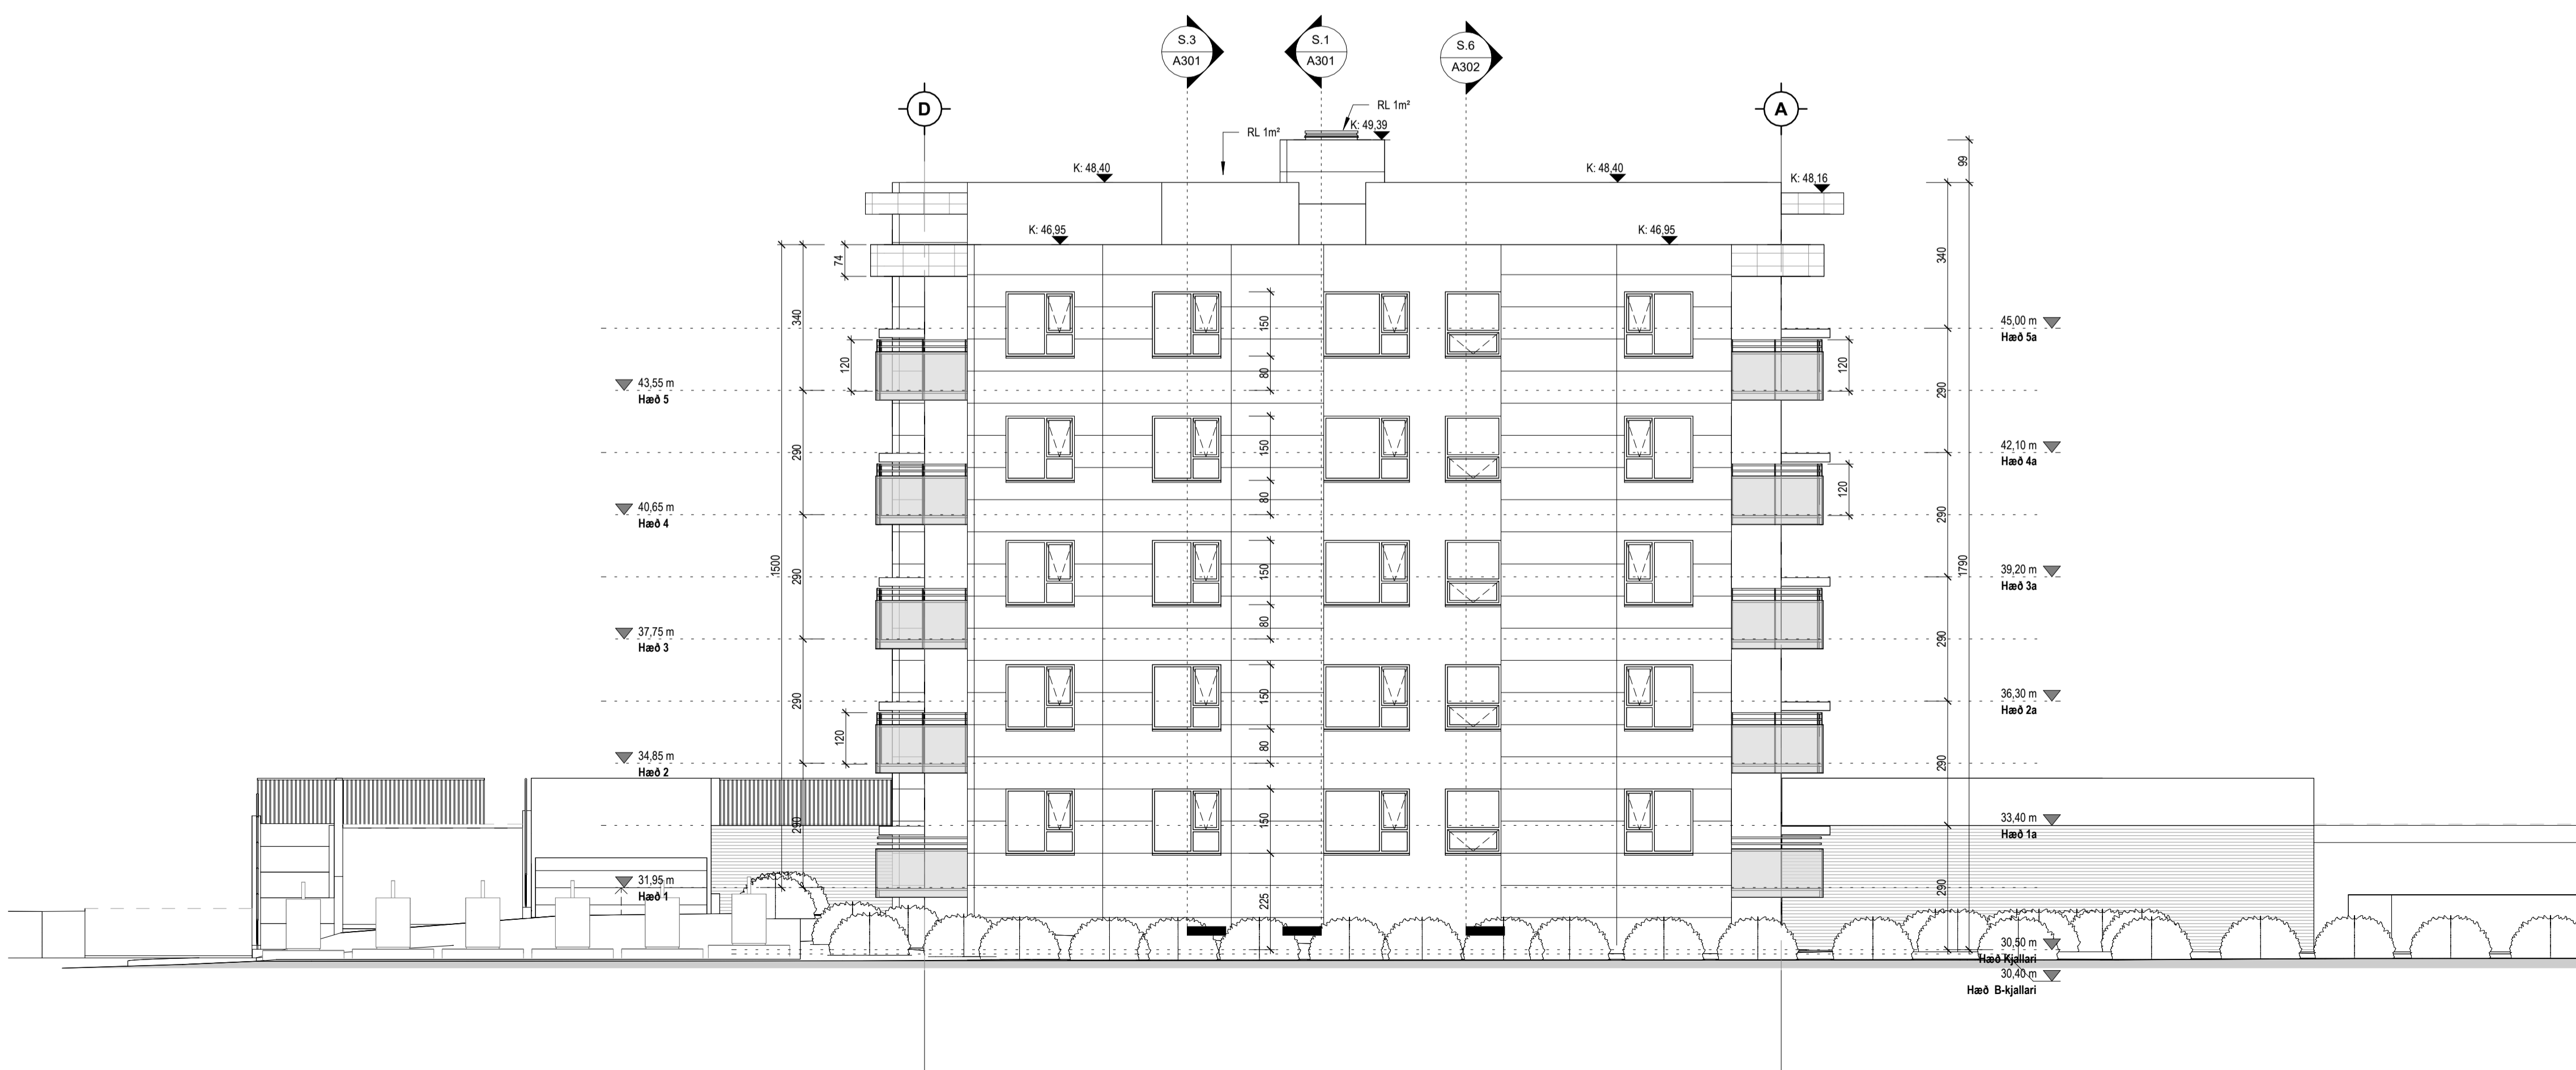 S.3
A301
S.1
A301
S.6
A302
D
A
RL 1m²
RL 1m²
K: 49,39
K: 48,40
K: 48,40
K: 48,16
K: 46,95
K: 46,95
99
340
74
340
150
80
120
120
45,00 m
Hæð 5a
43,55 m
Hæð 5
290
290
150
80
120
42,10 m
Hæð 4a
40,65 m
Hæð 4
290
290
1500
150
80
1790
39,20 m
Hæð 3a
37,75 m
Hæð 3
290
290
150
80
120
36,30 m
Hæð 2a
34,85 m
Hæð 2
290
290
150
33,40 m
Hæð 1a
31,95 m
Hæð 1
290
225
30,50 m
Hæð Kjallari
30,40 m
Hæð B-kjallari